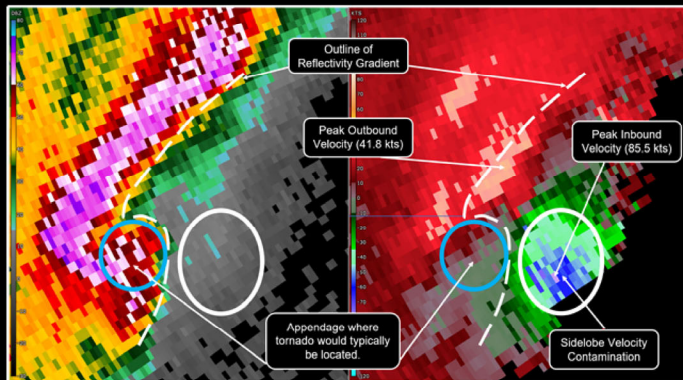 Outline of
Reflectivity Gradient
Peak Outbound
Velocity (41.8 kts)
Peak Inbound
Velocity (85.5 kts)
Appendage where
tornado would typically
be located.
Sidelobe Velocity
Contamination